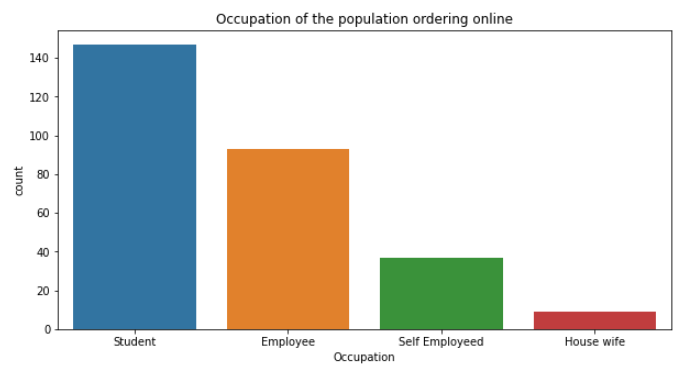 Occupation of the population ordering online
140
120
100
80
60
40
20
0
count
Student Employee Self Employeed House wife
Occupation